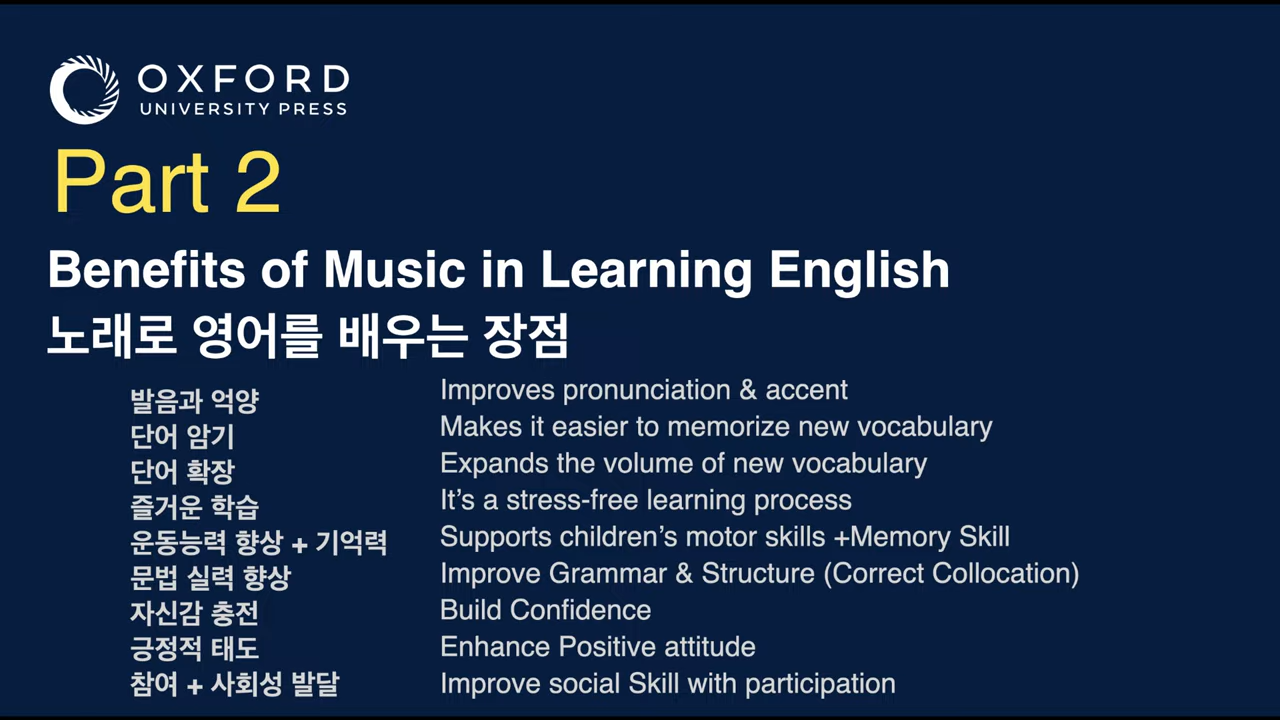 OXFORD
UNIVERSITY PRESS
Part 2
Benefits of Music in Learning English
노래로 영어를 배우는 장점
발음과 억양
단어 암기
단어 확장
즐거운 학습
운동능력 향상 + 기억력
문법 실력 향상
자신감 충전
긍정적 태도
참여 + 사회성 발달
Improves pronunciation & accent
Makes it easier to memorize new vocabulary
Expands the volume of new vocabulary
It’s a stress-free learning process
Supports children’s motor skills +Memory Skill
Improve Grammar & Structure (Correct Collocation)
Build Confidence
Enhance Positive attitude
Improve social Skill with participation